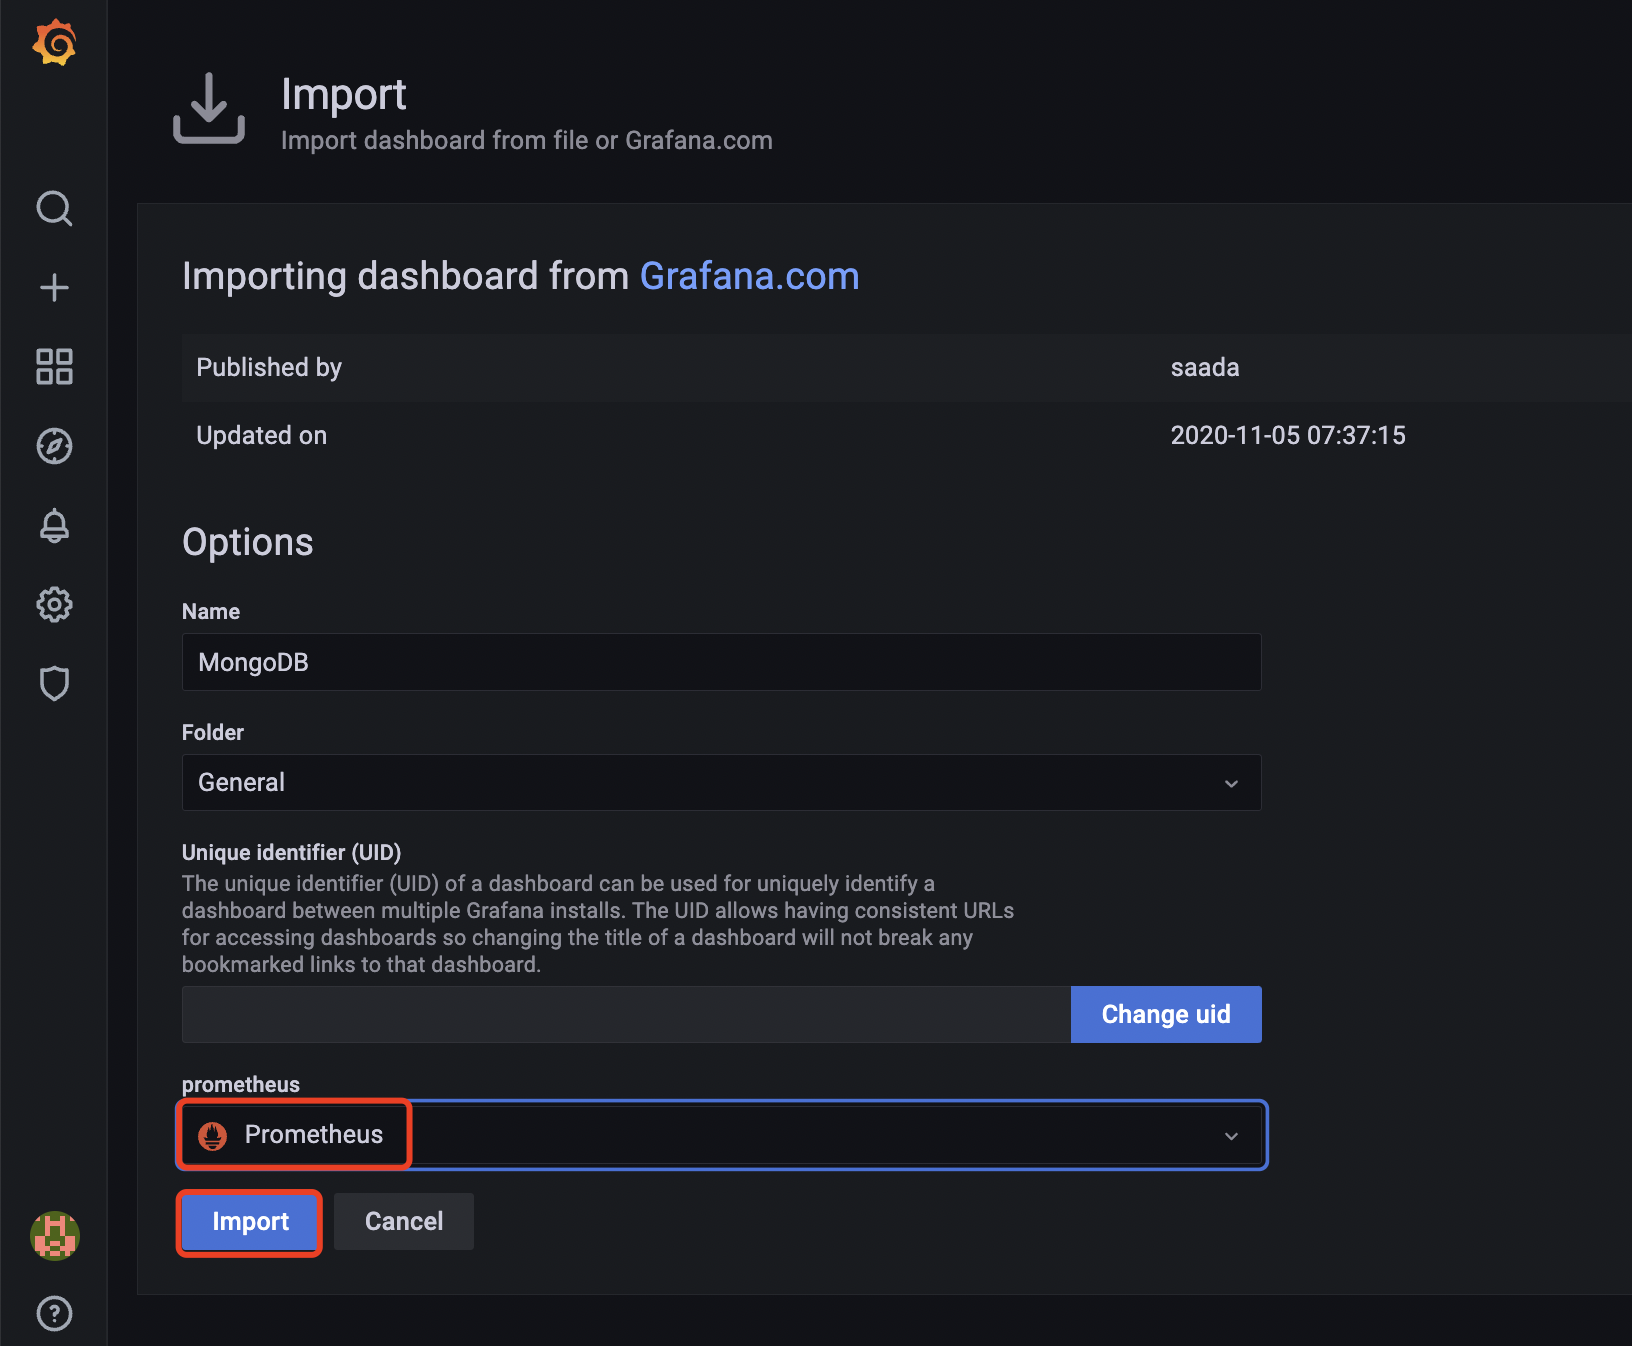 Import
Import dashboard from file or Grafana.com
Importing dashboard from Grafana.com
Published by saada
Updated on 2020-11-05 07:37:15
Options
Name
MongoDB
Folder
General
Unique identifier (UID)
The unique identifier (UID) of a dashboard can be used for uniquely identify a
dashboard between multiple Grafana installs. The UID allows having consistent URLs
for accessing dashboards so changing the title of a dashboard will not break any
bookmarked links to that dashboard.
Change uid
prometheus
Prometheus
Import Cancel